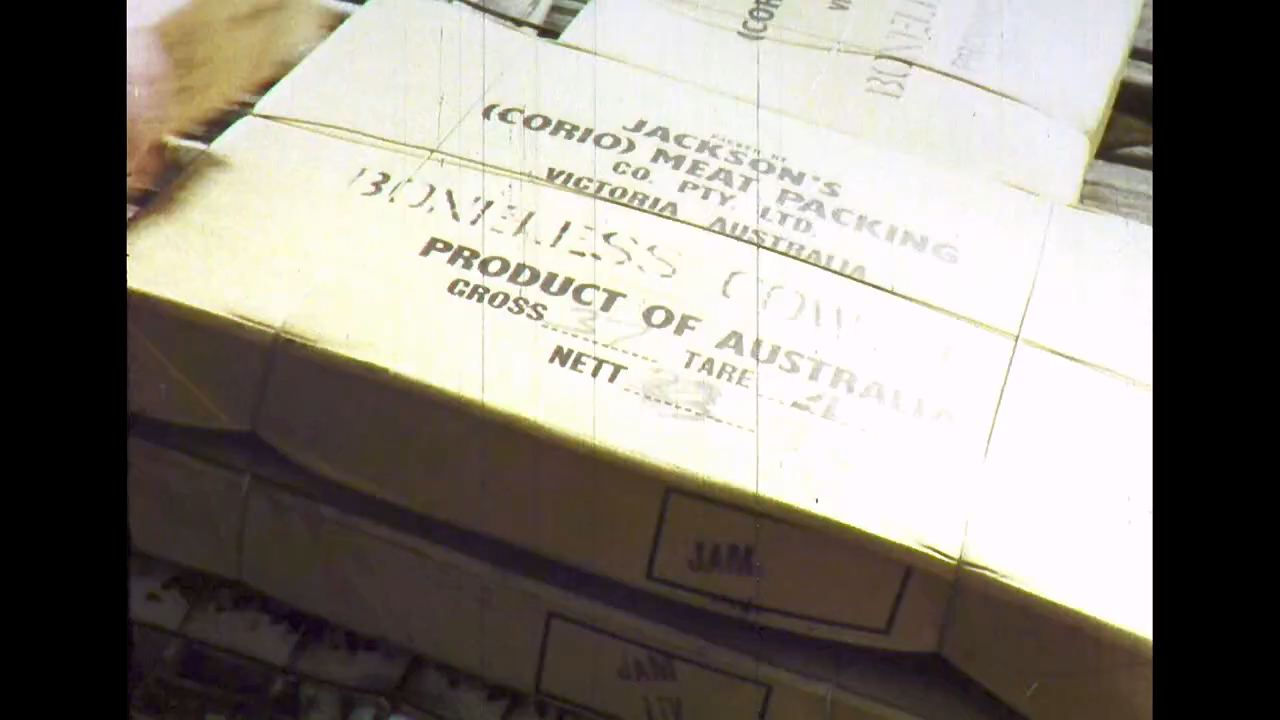 JACKSON'S
(CORIO) MEAT PACKING
CO. PTY. LTD.
VICTORIA AUSTRALIA
BONELESS COW
PRODUCT OF AUSTRALIA
GROSS TARE
NETT
JAM
JAM